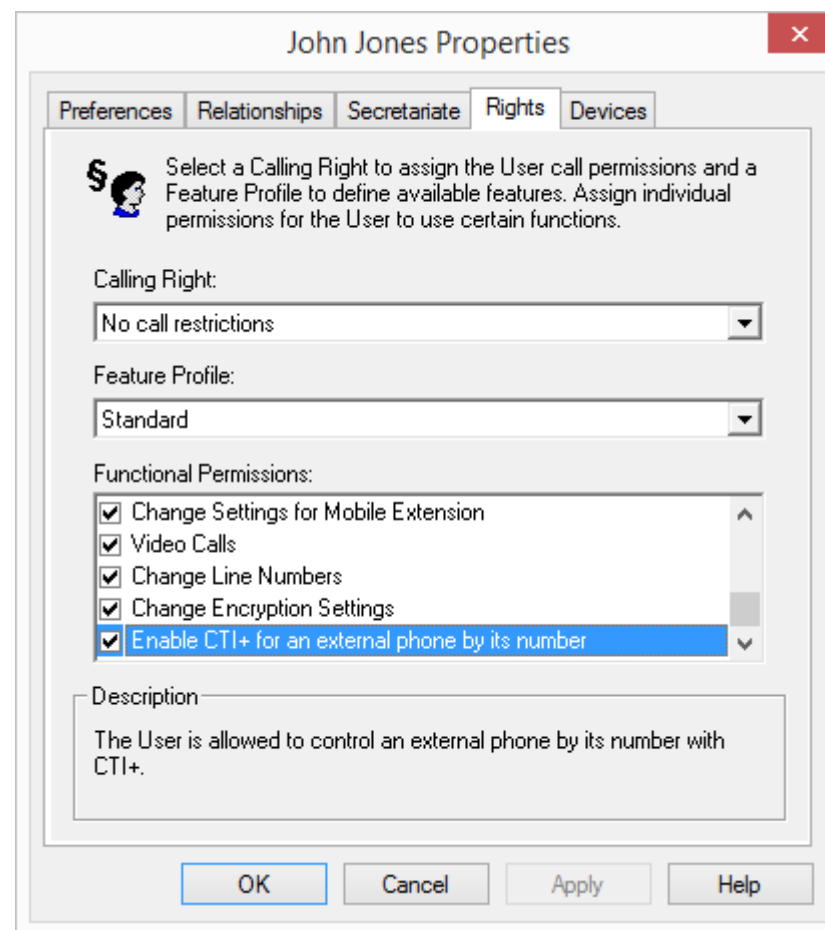 John Jones Properties
Preferences
Relationships
Secretariate
Rights
Devices
§
Select a Calling Right to assign the User call permissions and a
Feature Profile to define available features. Assign individual
permissions for the User to use certain functions.
Calling Right:
No call restrictions
Feature Profile:
Standard
Functional Permissions:
Change Settings for Mobile Extension
Video Calls
Change Line Numbers
Change Encryption Settings
Enable CTI+ for an external phone by its number
Description
The User is allowed to control an external phone by its number with
CTI+.
OK
Cancel
Apply
Help